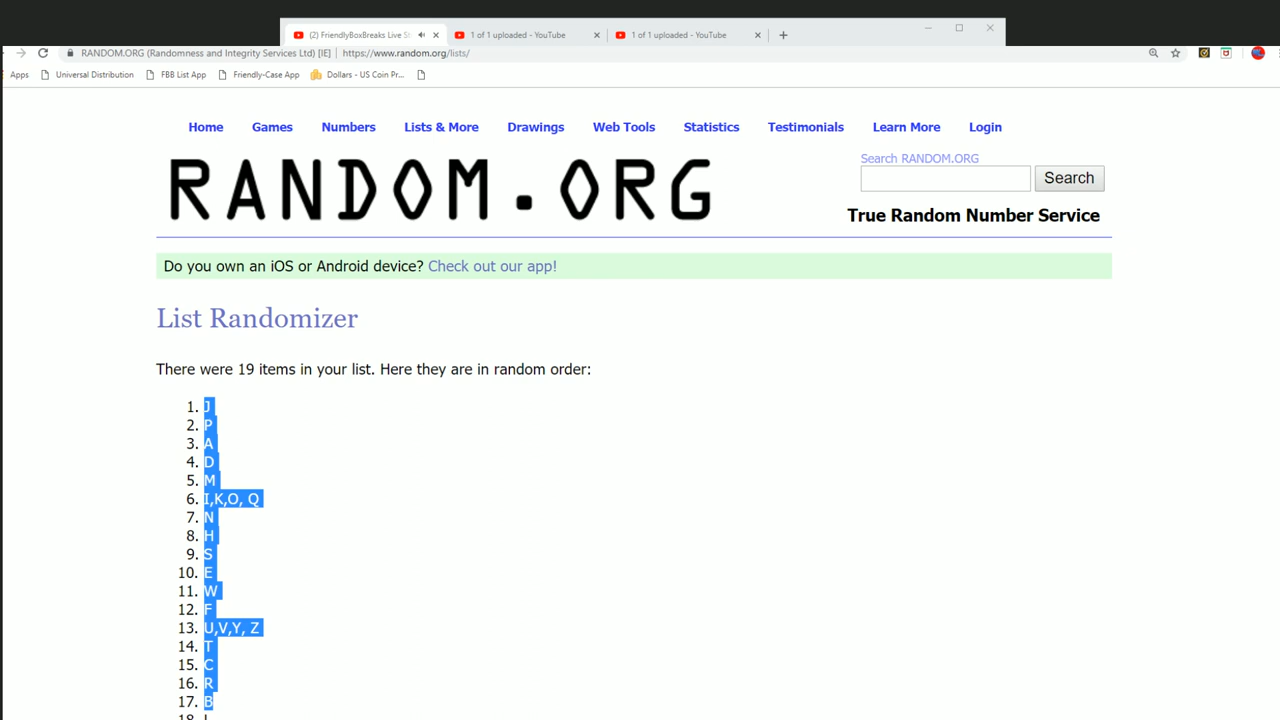 (2) FriendlyBoxBreaks Live S
1 of 1 uploaded - YouTube
1 of 1 uploaded - YouTube
RANDOM.ORG (Randomness and Integrity Services Ltd) [IE] | https://www.random.org/lists/
Apps
Universal Distribution
FBB List App
Friendly-Case App
Dollars - US Coin Pr...
Home
Games
Numbers
Lists & More
Drawings
Web Tools
Statistics
Testimonials
Learn More
Login
RANDOM.ORG
Search RANDOM.ORG
Search
True Random Number Service
Do you own an iOS or Android device? Check out our app!
List Randomizer
There were 19 items in your list. Here they are in random order:
1. J
2. P
3. A
4. D
5. M
6. I,K,O, Q
7. N
8. H
9. S
10. E
11. W
12. F
13. U,V,Y, Z
14. T
15. C
16. R
17. B
18.